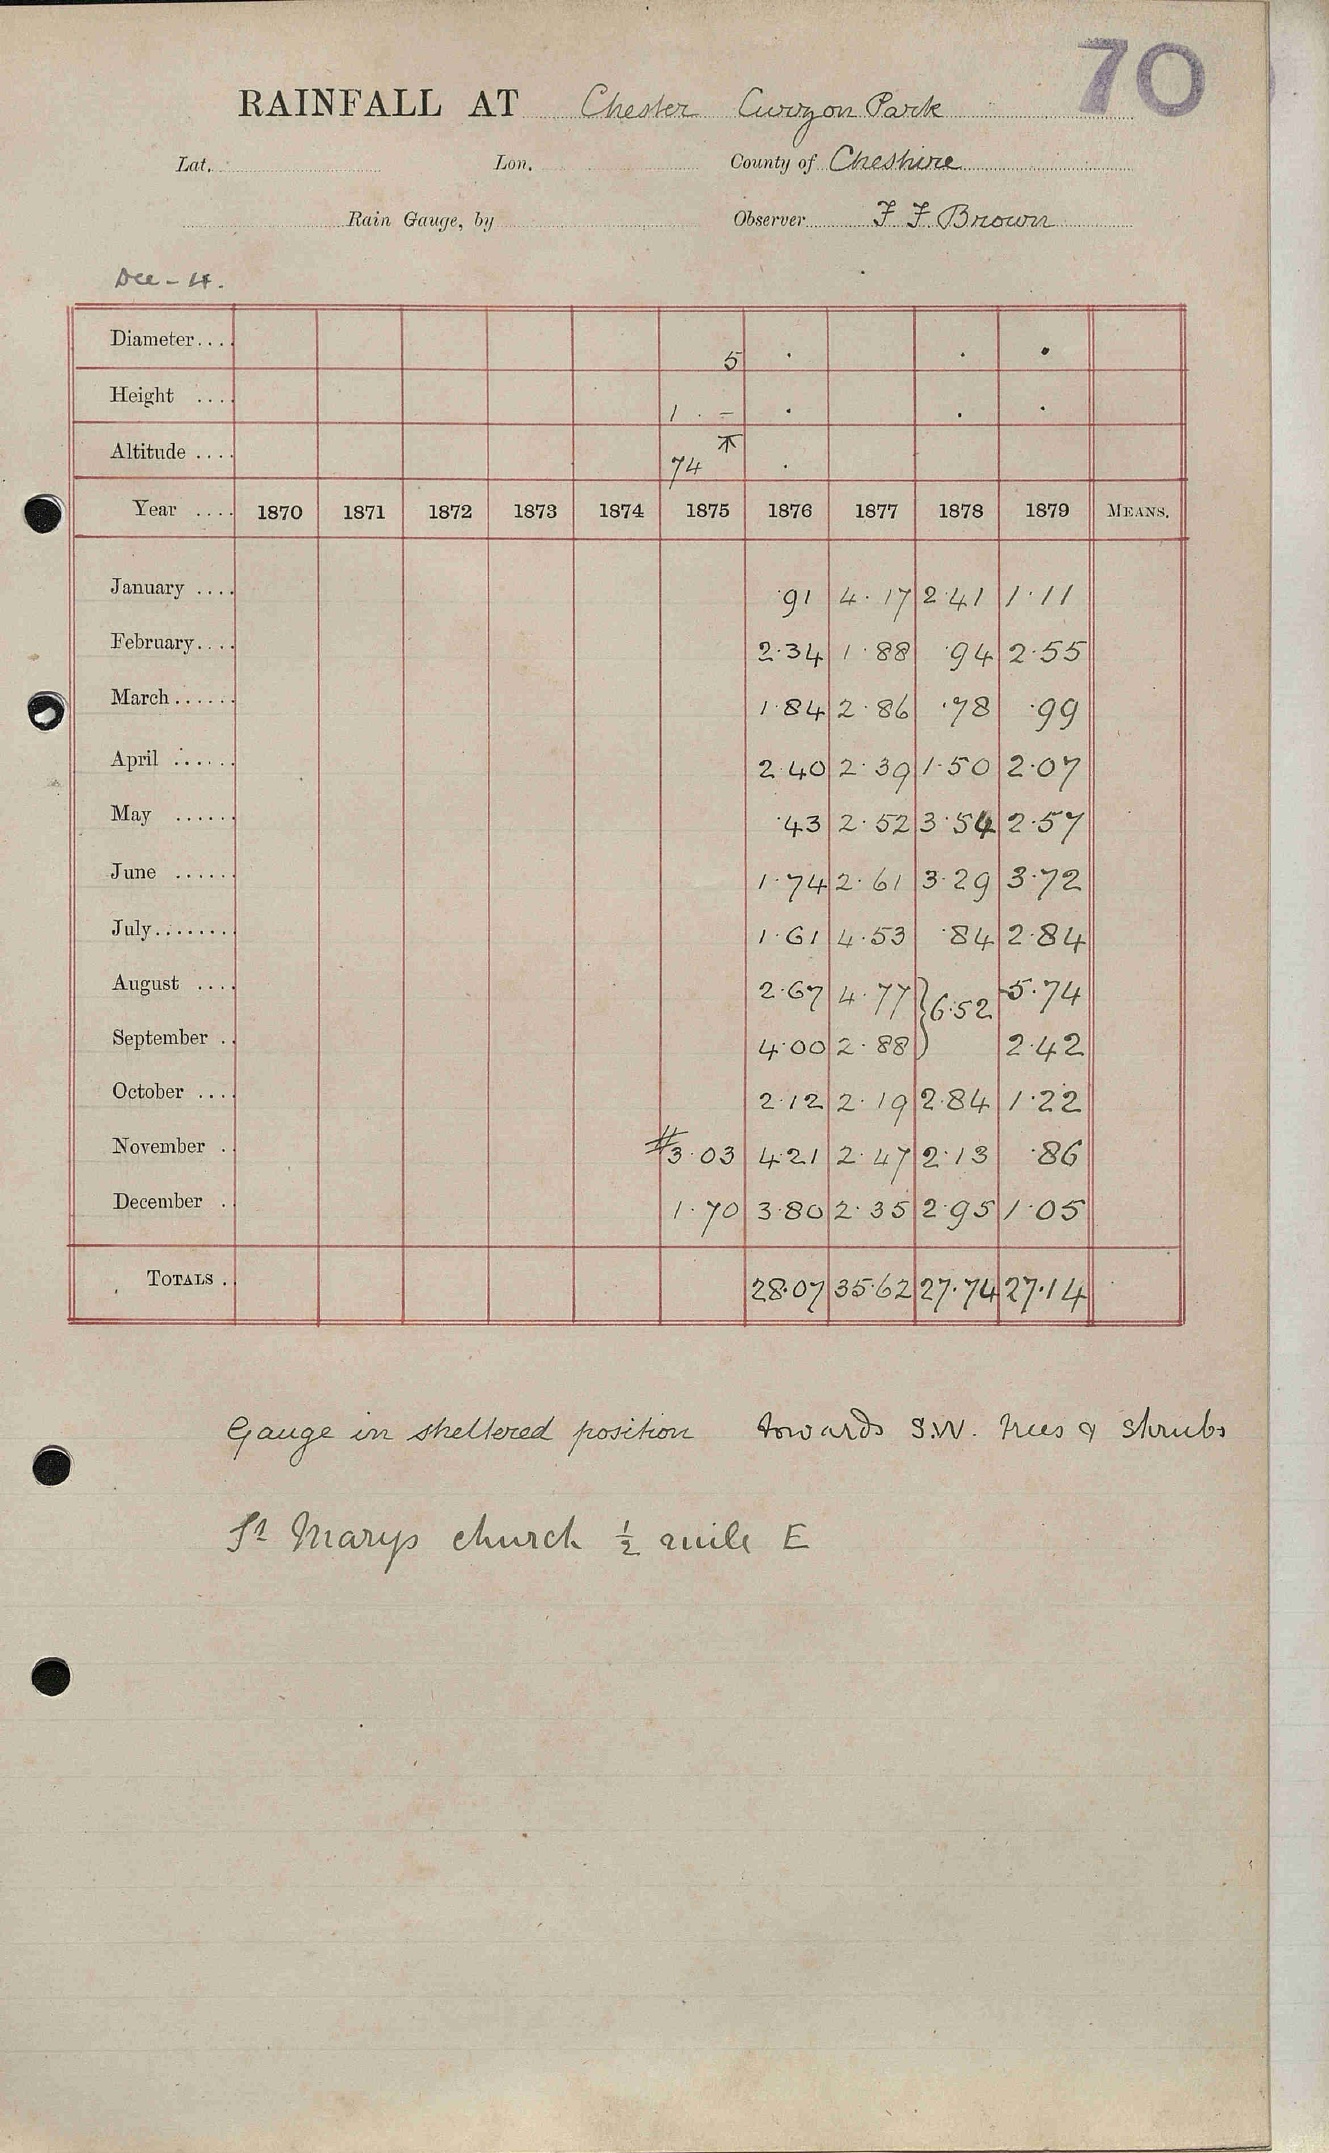 70
RAINFALL AT Chester Curzon Park
Lat. Lon. County of Cheshire
Rain Gauge, by Observer F F. Brown
Dec - 4.
Diameter.... 5 . . .
Height .... 1 . - . . .
Altitude .... 74 .
Year .... 1870 1871 1872 1873 1874 1875 1876 1877 1878 1879 MEANS.
January .... ·91 4·17 2·41 1·11
February.... 2·34 1·88 ·94 2·55
March...... 1·84 2·86 ·78 ·99
April ...... 2·40 2·39 1·50 2·07
May ...... ·43 2·52 3·54 2·57
June ...... 1·74 2·61 3·29 3·72
July....... 1·61 4·53 ·84 2·84
August .... 2·67 4·77 } 6·52 5·74
September .. 4·00 2·88 2·42
October .... 2·12 2·19 2·84 1·22
November . #3·03 4·21 2·47 2·13 ·86
December . 1·70 3·80 2·35 2·95 1·05
TOTALS . 28·07 35·62 27·74 27·14
Gauge in sheltered position towards S.W. Trees & Shrubs
St Marys church ½ mile E